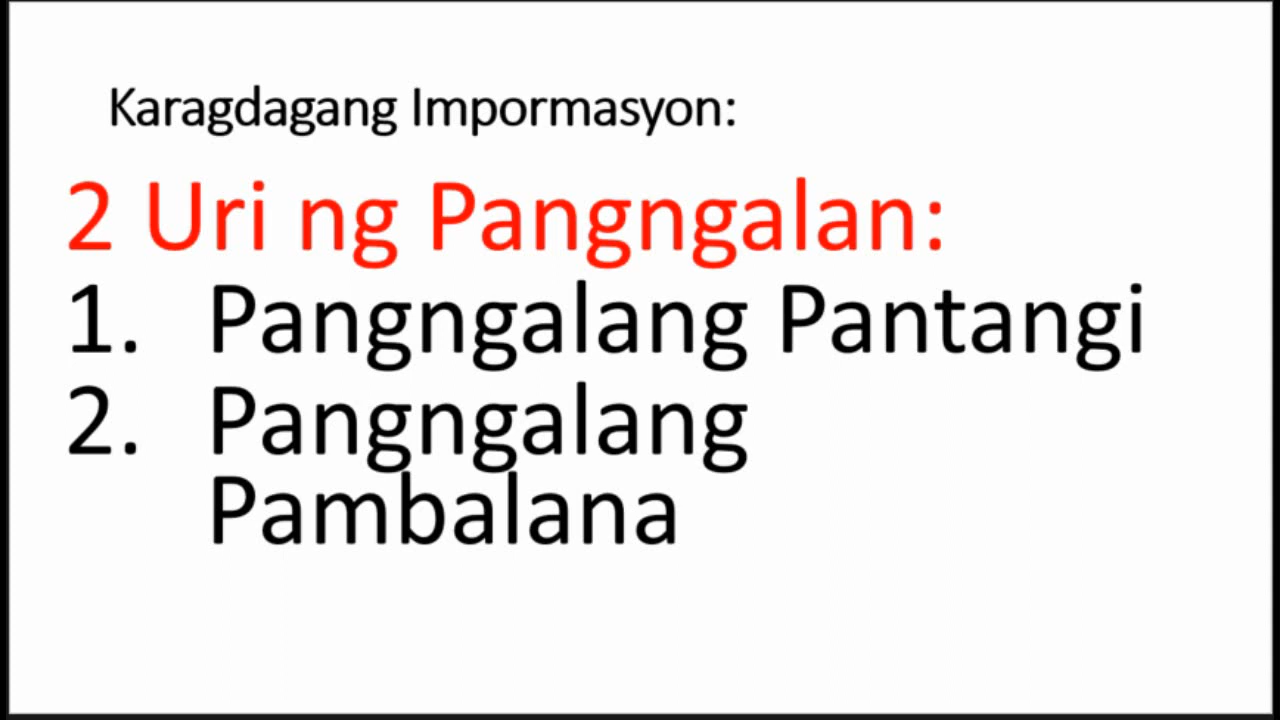 Karagdagang Impormasyon:
2 Uri ng Pangngalan:
1. Pangngalang Pantangi
2. Pangngalang
Pambalana